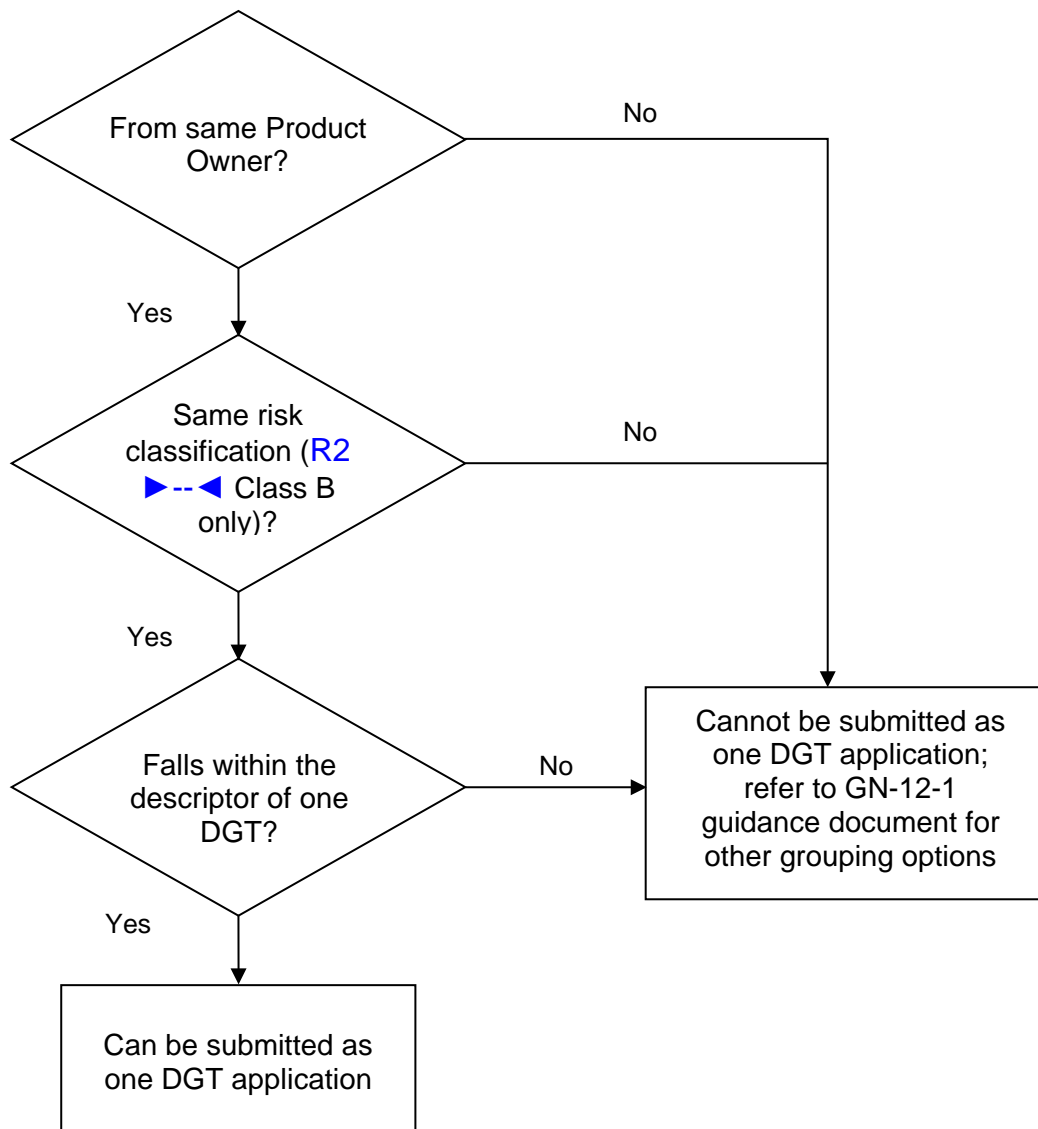 From same Product
Owner?
No
Yes
Same risk
classification (R2
►--◄ Class B
only)?
No
Yes
Falls within the
descriptor of one
DGT?
No
Cannot be submitted as
one DGT application;
refer to GN-12-1
guidance document for
other grouping options
Yes
Can be submitted as
one DGT application